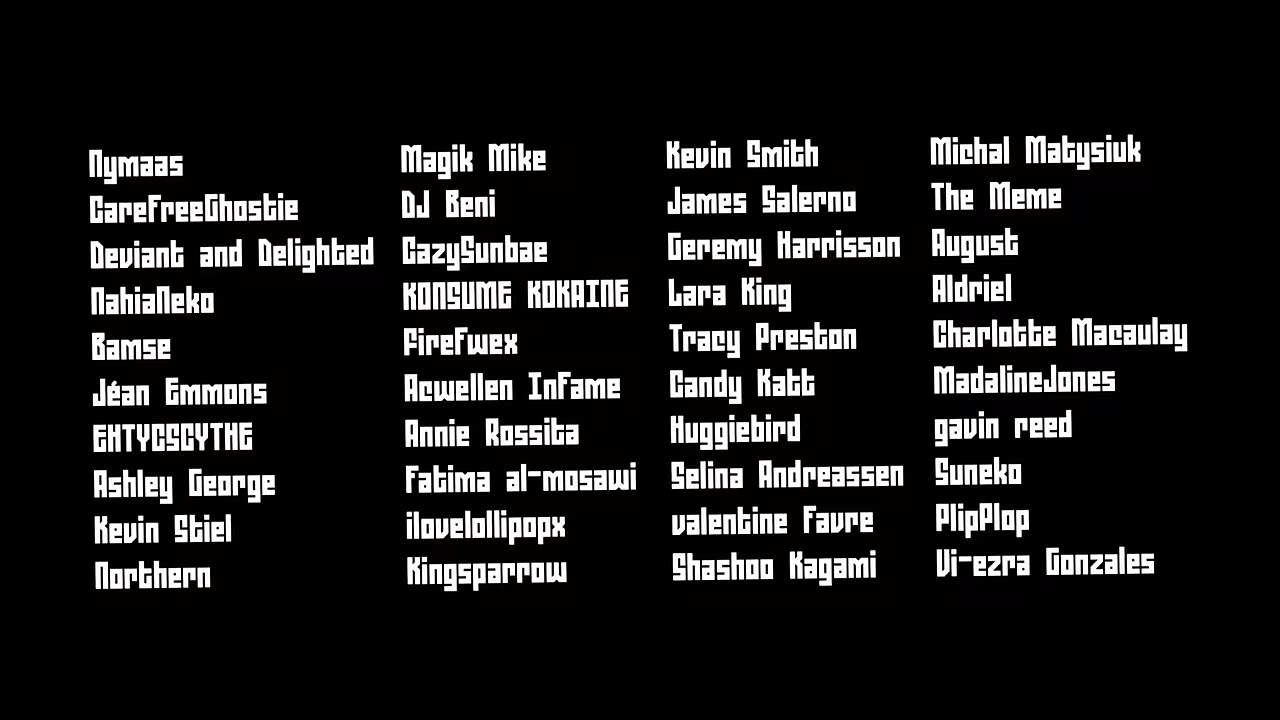 Nymaas
CareFreeGhostie
Deviant and Delighted
NahiaNeko
Bamse
Jéan Emmons
EHTYCSCYTHE
Ashley George
Kevin Stiel
Northern
Magik Mike
DJ Beni
CazySunbae
KONSUME KOKAINE
FireFwex
Acwellen InFame
Annie Rossita
Fatima al-mosawi
ilovelollipopx
Kingsparrow
Kevin Smith
James Salerno
Geremy Harrisson
Lara King
Tracy Preston
Candy Katt
Huggiebird
Selina Andreassen
valentine Favre
Shashoo Kagami
Michal Matysiuk
The Meme
August
Aldriel
Charlotte Macaulay
MadalineJones
gavin reed
Suneko
PlipPlop
Vi-ezra Gonzales